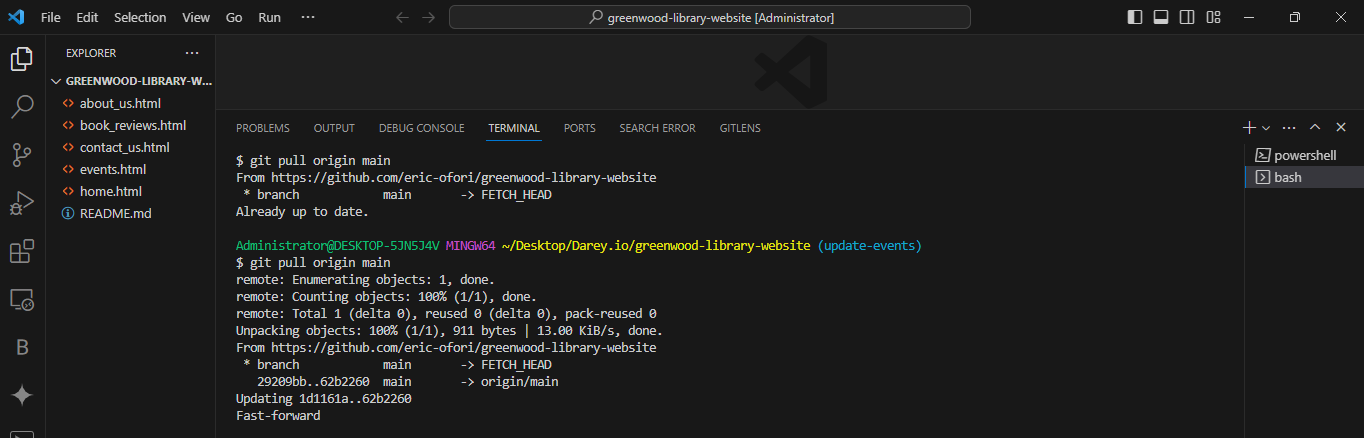 File Edit Selection View Go Run ···
greenwood-library-website [Administrator]
EXPLORER ···
GREENWOOD-LIBRARY-W...
about_us.html
book_reviews.html
contact_us.html
events.html
home.html
README.md
B
PROBLEMS OUTPUT DEBUG CONSOLE TERMINAL PORTS SEARCH ERROR GITLENS
$ git pull origin main
From https://github.com/eric-ofori/greenwood-library-website
 * branch            main       -> FETCH_HEAD
Already up to date.
Administrator@DESKTOP-5JN5J4V MINGW64 ~/Desktop/Darey.io/greenwood-library-website (update-events)
$ git pull origin main
remote: Enumerating objects: 1, done.
remote: Counting objects: 100% (1/1), done.
remote: Total 1 (delta 0), reused 0 (delta 0), pack-reused 0
Unpacking objects: 100% (1/1), 911 bytes | 13.00 KiB/s, done.
From https://github.com/eric-ofori/greenwood-library-website
 * branch            main       -> FETCH_HEAD
   29209bb..62b2260  main       -> origin/main
Updating 1d1161a..62b2260
Fast-forward
powershell
bash